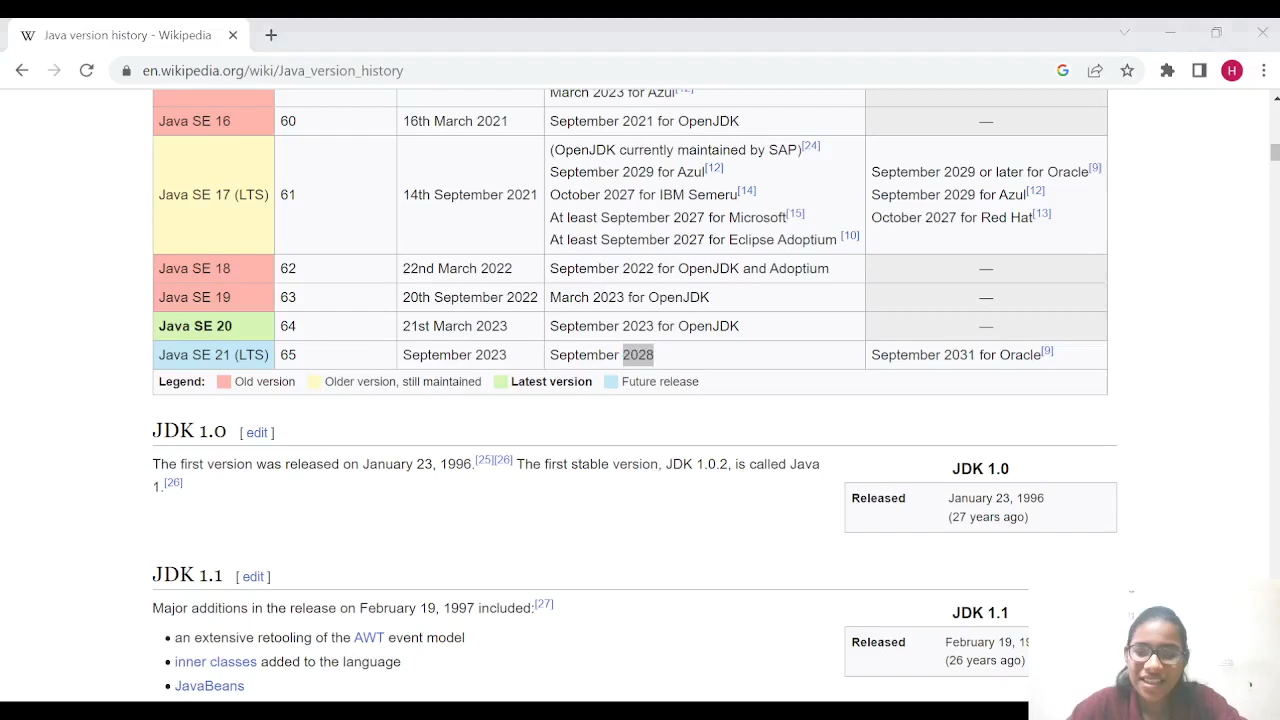 Java version history - Wikipedia
en.wikipedia.org/wiki/Java_version_history
H
March 2023 for Azul[12]
Java SE 16 60 16th March 2021 September 2021 for OpenJDK —
Java SE 17 (LTS) 61 14th September 2021
(OpenJDK currently maintained by SAP)[24]
September 2029 for Azul[12]
October 2027 for IBM Semeru[14]
At least September 2027 for Microsoft[15]
At least September 2027 for Eclipse Adoptium [10]
September 2029 or later for Oracle[9]
September 2029 for Azul[12]
October 2027 for Red Hat[13]
Java SE 18 62 22nd March 2022 September 2022 for OpenJDK and Adoptium —
Java SE 19 63 20th September 2022 March 2023 for OpenJDK —
Java SE 20 64 21st March 2023 September 2023 for OpenJDK —
Java SE 21 (LTS) 65 September 2023 September 2028 September 2031 for Oracle[9]
Legend: Old version Older version, still maintained Latest version Future release
JDK 1.0 [ edit ]
The first version was released on January 23, 1996.[25][26] The first stable version, JDK 1.0.2, is called Java
1.[26]
JDK 1.0
Released January 23, 1996
(27 years ago)
JDK 1.1 [ edit ]
Major additions in the release on February 19, 1997 included:[27]
• an extensive retooling of the AWT event model
• inner classes added to the language
• JavaBeans
JDK 1.1
Released February 19, 19
(26 years ago)